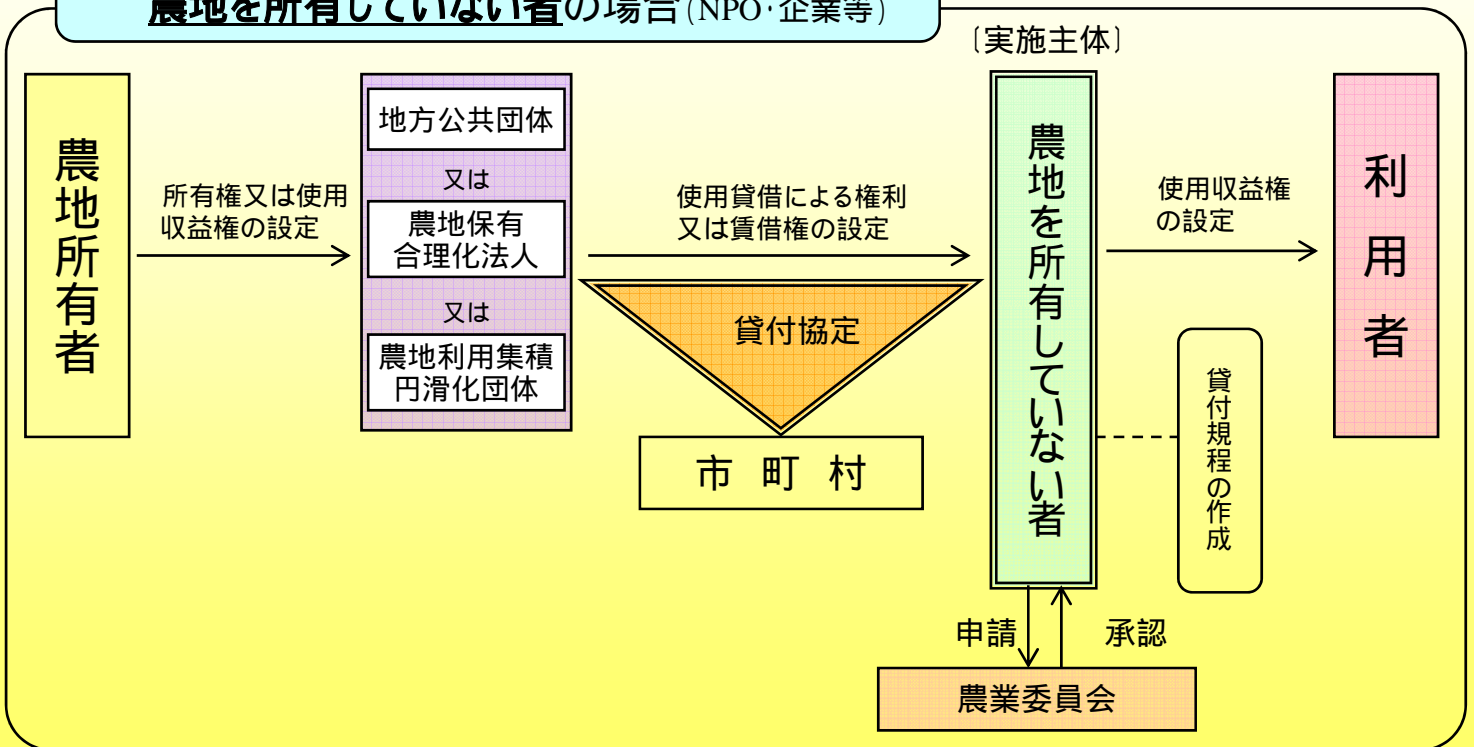 農地を所有していない者の場合(NPO・企業等)
〔実施主体〕
農地所有者
所有権又は使用
収益権の設定
地方公共団体
又は
農地保有
合理化法人
又は
農地利用集積
円滑化団体
使用貸借による権利
又は賃借権の設定
貸付協定
市町村
農地を所有していない者
使用収益権
の設定
利用者
貸付規程の作成
申請
承認
農業委員会